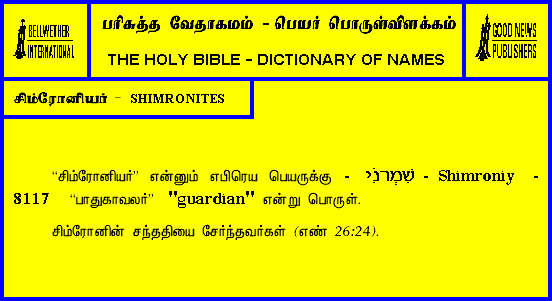 BELLWETHER
INTERNATIONAL
பரிசுத்த வேதாகமம் - பெயர் பொருள்விளக்கம்
THE HOLY BIBLE - DICTIONARY OF NAMES
GOOD NEWS
PUBLISHERS
சிம்ரோனியர் - SHIMRONITES
“சிம்ரோனியர்” என்னும் எபிரெய பெயருக்கு - שִׁמְרֹנִי - Shimroniy -
8117 “பாதுகாவலர்” "guardian" என்று பொருள்.
சிம்ரோனின் சந்ததியை சேர்ந்தவர்கள் (எண் 26:24).